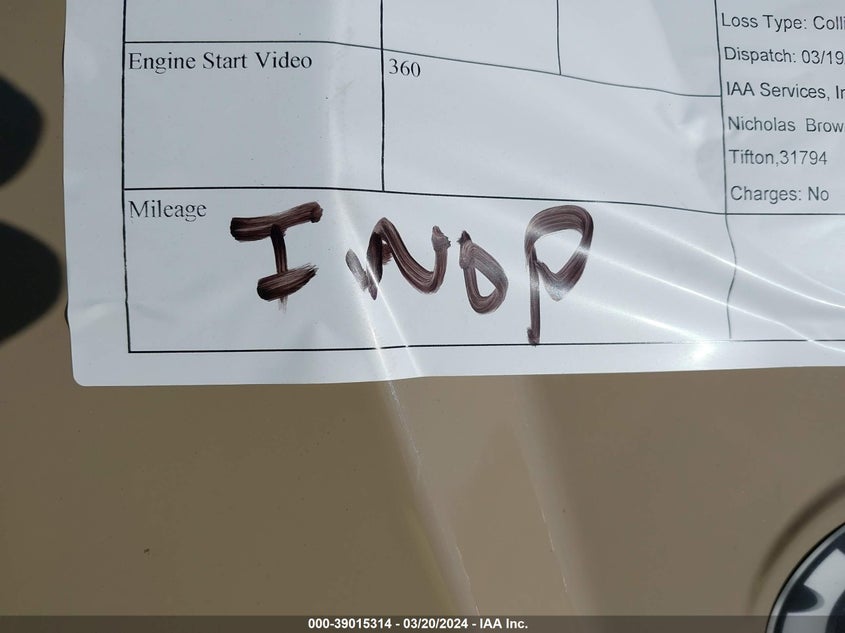 Loss Type: Colli
Engine Start Video
360
Dispatch: 03/19
IAA Services, In
Nicholas Brow
Tifton,31794
Charges: No
Mileage
INOP
000-39015314 - 03/20/2024 - IAA Inc.